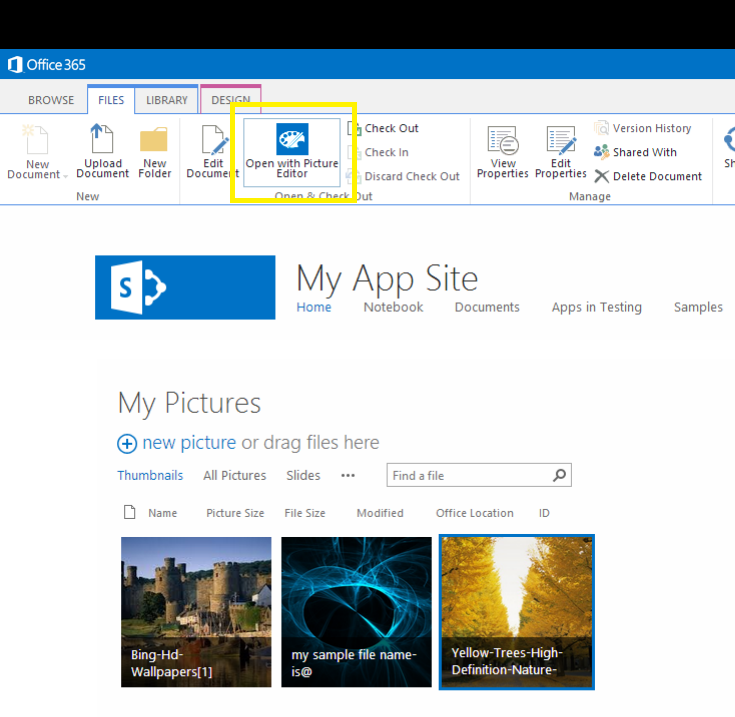 Office 365
BROWSE FILES LIBRARY DESIGN
New Document
Upload Document
New Folder
New
Edit Document
Open with Picture Editor
Check Out
Check In
Discard Check Out
Open & Check Out
View Properties
Edit Properties
Version History
Shared With
Delete Document
Manage
Sh
S
My App Site
Home Notebook Documents Apps in Testing Samples
My Pictures
new picture or drag files here
Thumbnails All Pictures Slides ••• Find a file
Name Picture Size File Size Modified Office Location ID
Bing-Hd-
Wallpapers[1]
my sample file name-
is@
Yellow-Trees-High-
Definition-Nature-